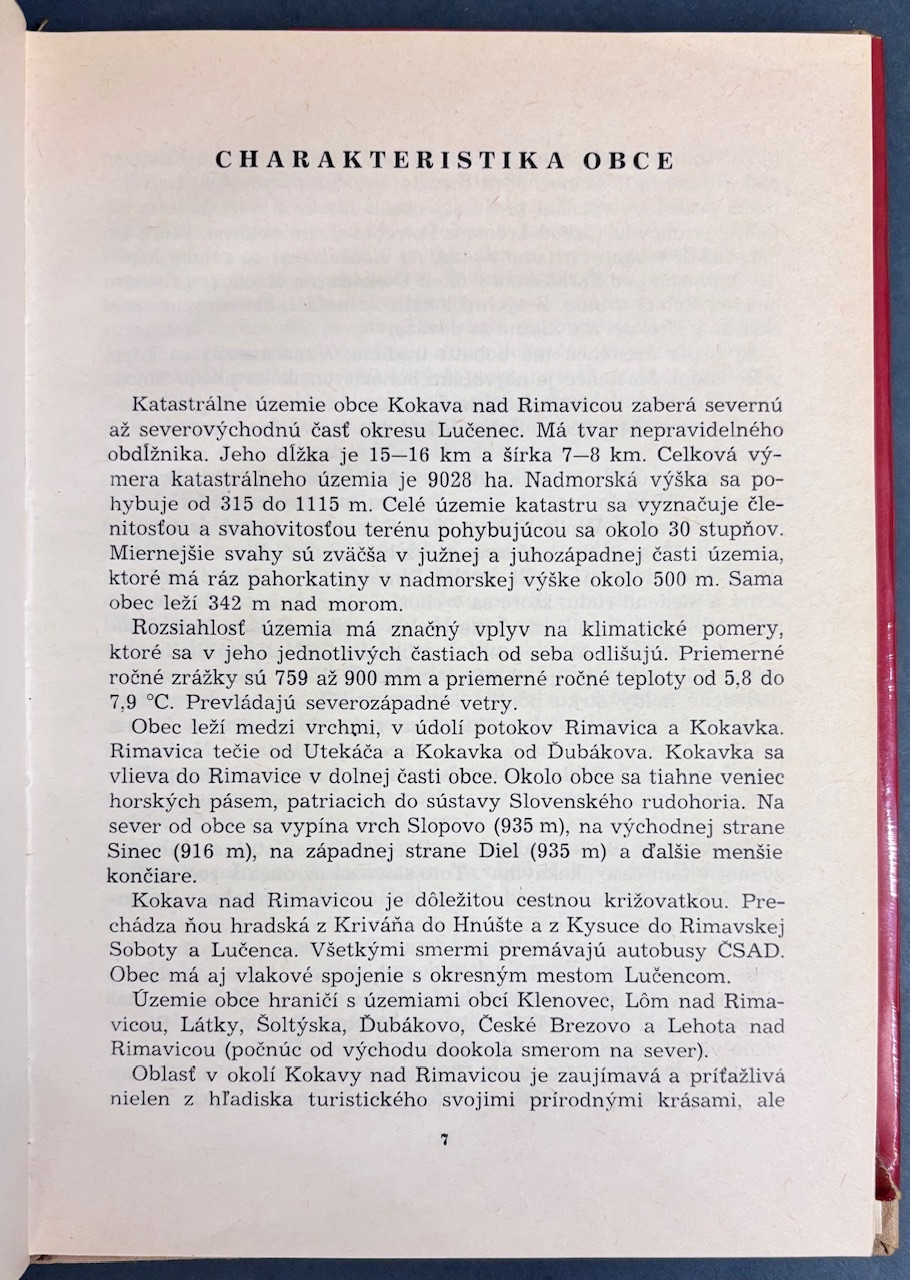 CHARAKTERISTIKA OBCE
Katastrálne územie obce Kokava nad Rimavicou zaberá severnú
až severovýchodnú časť okresu Lučenec. Má tvar nepravidelného
obdĺžnika. Jeho dĺžka je 15—16 km a šírka 7—8 km. Celková vý-
mera katastrálneho územia je 9028 ha. Nadmorská výška sa po-
hybuje od 315 do 1115 m. Celé územie katastru sa vyznačuje čle-
nitosťou a svahovitosťou terénu pohybujúcou sa okolo 30 stupňov.
Miernejšie svahy sú zväčša v južnej a juhozápadnej časti územia,
ktoré má ráz pahorkatiny v nadmorskej výške okolo 500 m. Sama
obec leží 342 m nad morom.
Rozsiahlosť územia má značný vplyv na klimatické pomery,
ktoré sa v jeho jednotlivých častiach od seba odlišujú. Priemerné
ročné zrážky sú 759 až 900 mm a priemerné ročné teploty od 5,8 do
7,9 °C. Prevládajú severozápadné vetry.
Obec leží medzi vrchmi, v údolí potokov Rimavica a Kokavka.
Rimavica tečie od Utekáča a Kokavka od Ďubákova. Kokavka sa
vlieva do Rimavice v dolnej časti obce. Okolo obce sa tiahne veniec
horských pásem, patriacich do sústavy Slovenského rudohoria. Na
sever od obce sa vypína vrch Slopovo (935 m), na východnej strane
Sinec (916 m), na západnej strane Diel (935 m) a ďalšie menšie
končiare.
Kokava nad Rimavicou je dôležitou cestnou križovatkou. Pre-
chádza ňou hradská z Kriváňa do Hnúšte a z Kysuce do Rimavskej
Soboty a Lučenca. Všetkými smermi premávajú autobusy ČSAD.
Obec má aj vlakové spojenie s okresným mestom Lučencom.
Územie obce hraničí s územiami obcí Klenovec, Lôm nad Rima-
vicou, Látky, Šoltýska, Ďubákovo, České Brezovo a Lehota nad
Rimavicou (počnúc od východu dookola smerom na sever).
Oblasť v okolí Kokavy nad Rimavicou je zaujímavá a príťažlivá
nielen z hľadiska turistického svojimi prírodnými krásami, ale
7